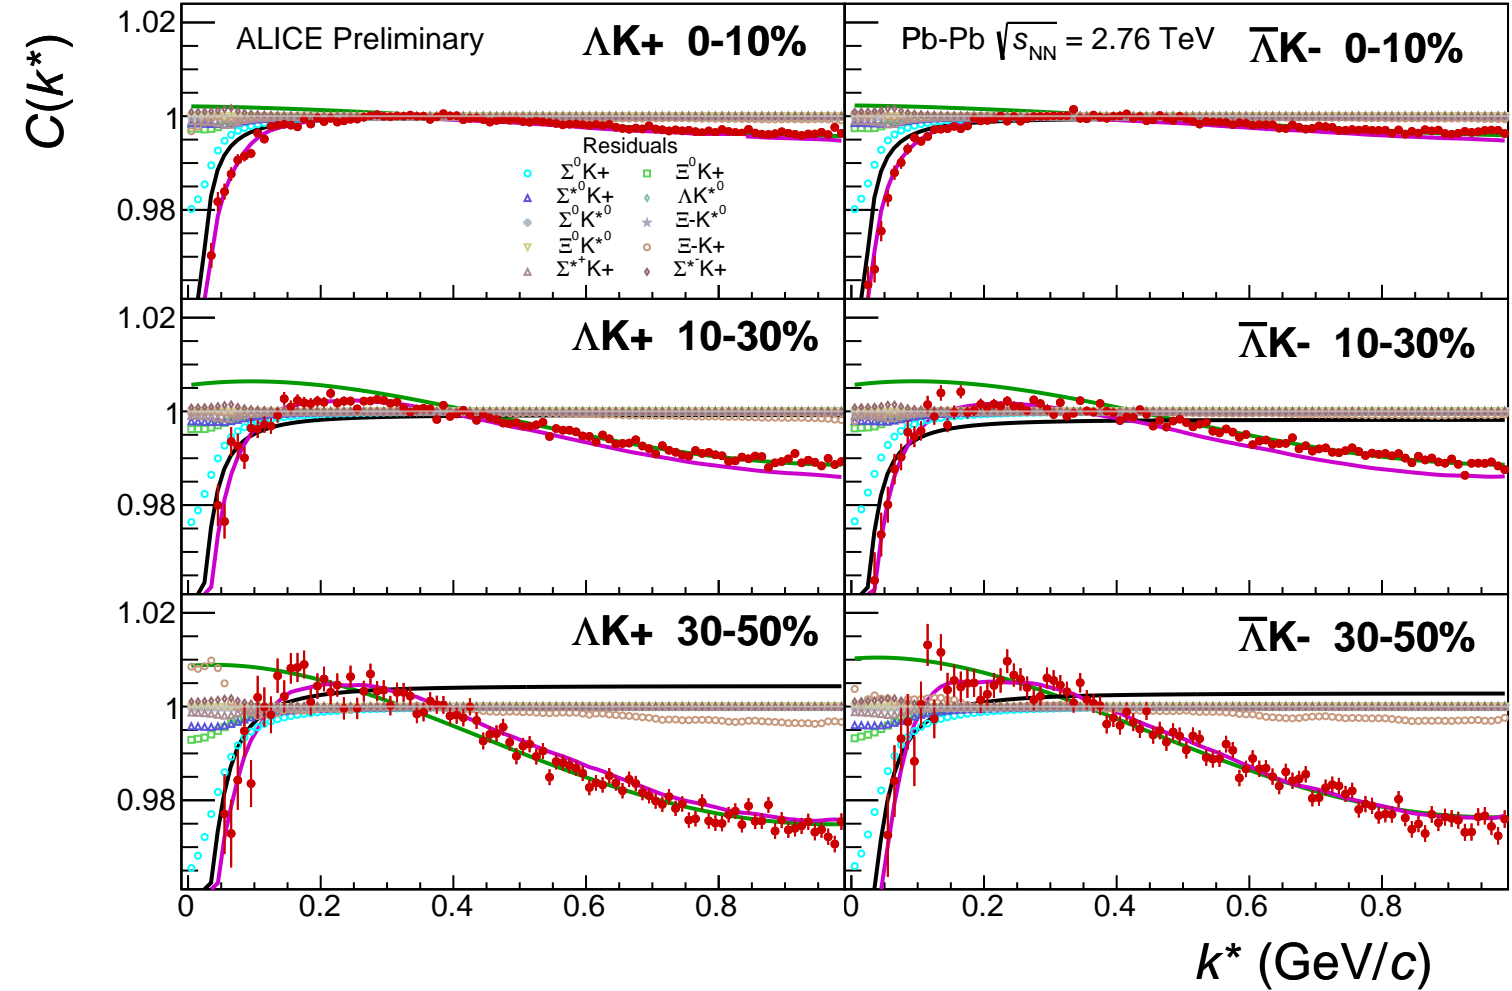 C(k*)
1.02
1
0.98
ALICE Preliminary
ΛK+ 0-10%
Pb-Pb √sNN = 2.76 TeV
Λ̅K- 0-10%
Residuals
Σ⁰K+
Ξ⁰K+
Σ*⁰K+
ΛK*⁰
Σ⁰K*⁰
Ξ-K*⁰
Ξ⁰K*⁰
Ξ-K+
Σ*⁺K+
Σ*⁻K+
1.02
1
0.98
ΛK+ 10-30%
Λ̅K- 10-30%
1.02
1
0.98
ΛK+ 30-50%
Λ̅K- 30-50%
0 0.2 0.4 0.6 0.8
0 0.2 0.4 0.6 0.8
k* (GeV/c)